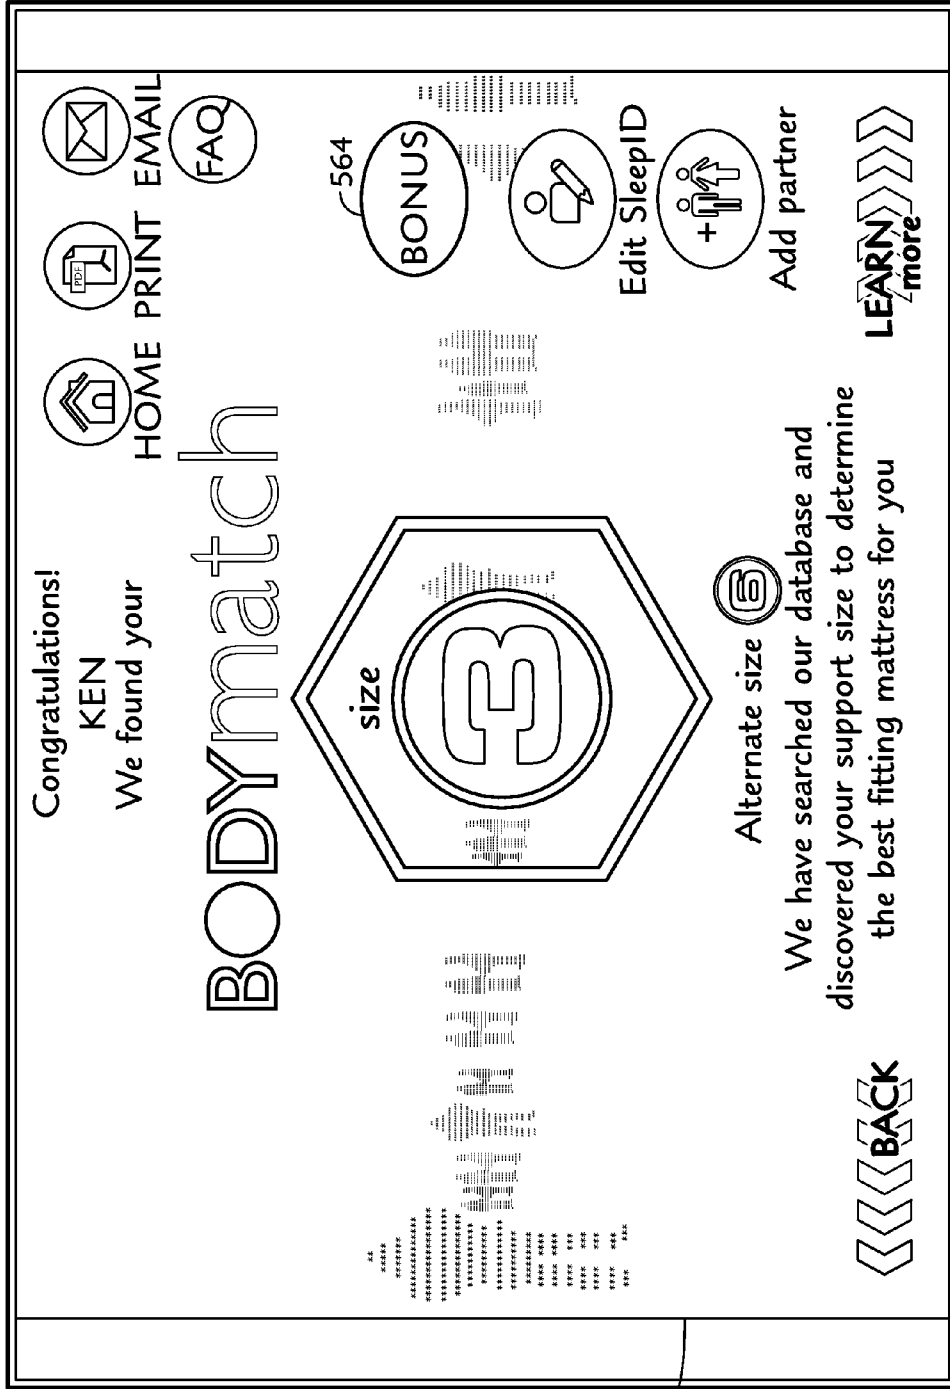 Congratulations!
KEN
We found your
BODYmatch
HOME PRINT EMAIL
PDF
FAQ
size
3
564
BONUS
Edit SleepID
+
Add partner
Alternate size 6
We have searched our database and
discovered your support size to determine
the best fitting mattress for you
BACK
LEARN
more